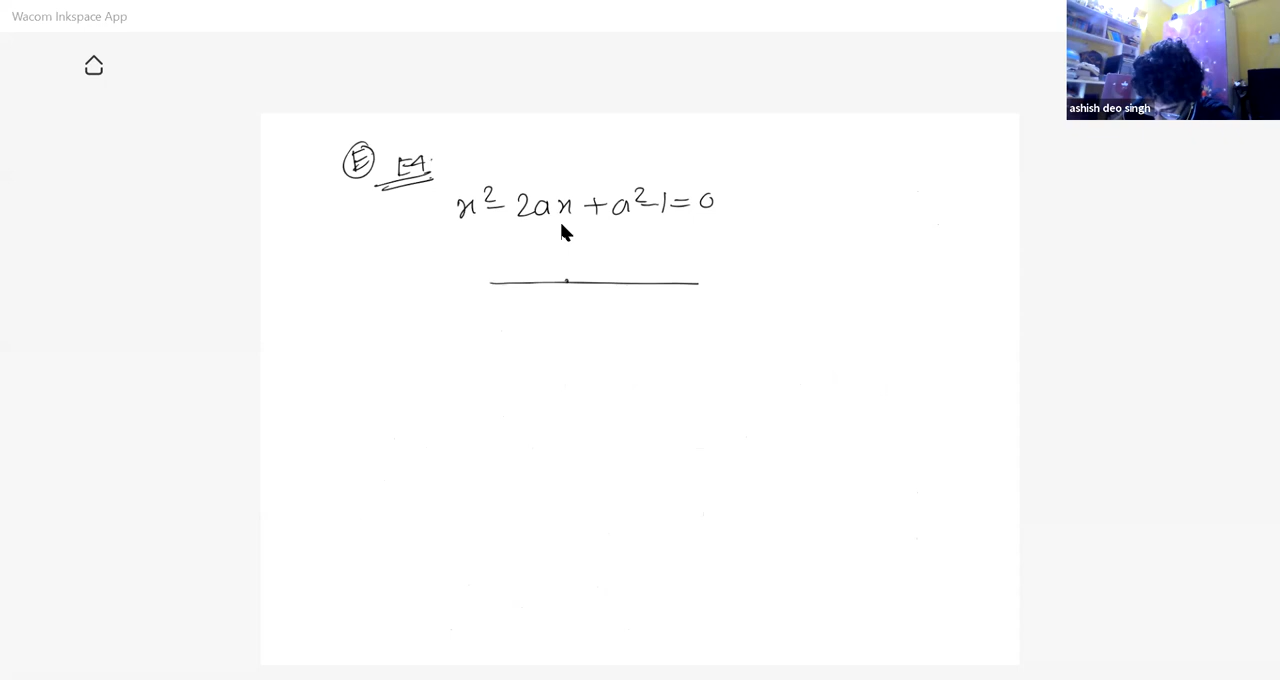 Wacom Inkspace App
ashish deo singh
Ⓔ E4.
x² - 2ax + a² - 1 = 0